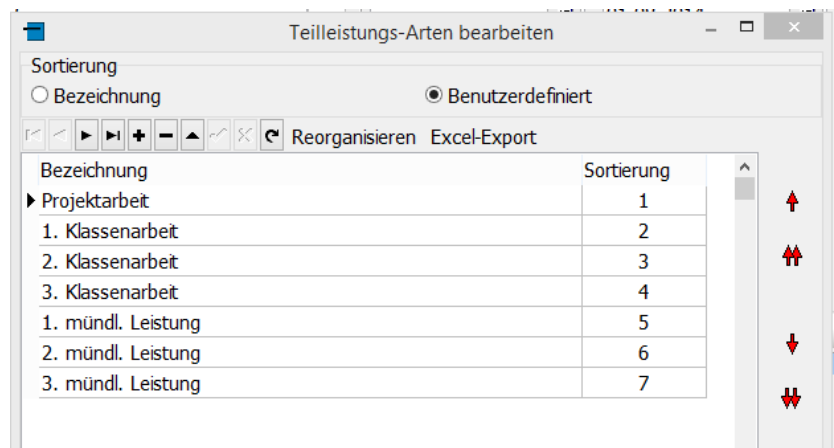 Teilleistungs-Arten bearbeiten
Sortierung
Bezeichnung Benutzerdefiniert
Reorganisieren Excel-Export
Bezeichnung Sortierung
Projektarbeit 1
1. Klassenarbeit 2
2. Klassenarbeit 3
3. Klassenarbeit 4
1. mündl. Leistung 5
2. mündl. Leistung 6
3. mündl. Leistung 7